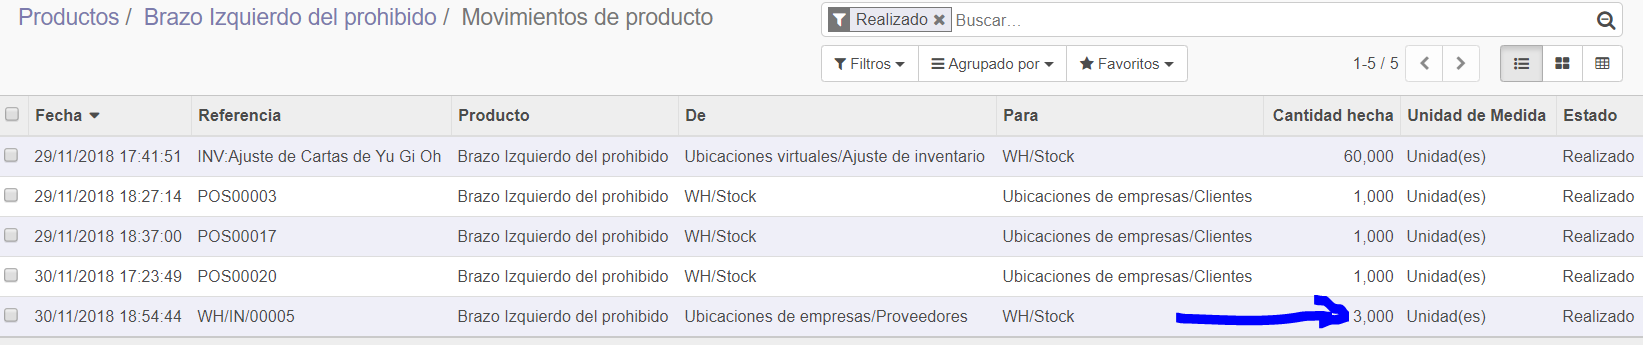 Productos / Brazo Izquierdo del prohibido / Movimientos de producto
Realizado Buscar...
Filtros Agrupado por Favoritos 1-5 / 5
Fecha Referencia Producto De Para Cantidad hecha Unidad de Medida Estado
29/11/2018 17:41:51 INV:Ajuste de Cartas de Yu Gi Oh Brazo Izquierdo del prohibido Ubicaciones virtuales/Ajuste de inventario WH/Stock 60,000 Unidad(es) Realizado
29/11/2018 18:27:14 POS00003 Brazo Izquierdo del prohibido WH/Stock Ubicaciones de empresas/Clientes 1,000 Unidad(es) Realizado
29/11/2018 18:37:00 POS00017 Brazo Izquierdo del prohibido WH/Stock Ubicaciones de empresas/Clientes 1,000 Unidad(es) Realizado
30/11/2018 17:23:49 POS00020 Brazo Izquierdo del prohibido WH/Stock Ubicaciones de empresas/Clientes 1,000 Unidad(es) Realizado
30/11/2018 18:54:44 WH/IN/00005 Brazo Izquierdo del prohibido Ubicaciones de empresas/Proveedores WH/Stock 3,000 Unidad(es) Realizado